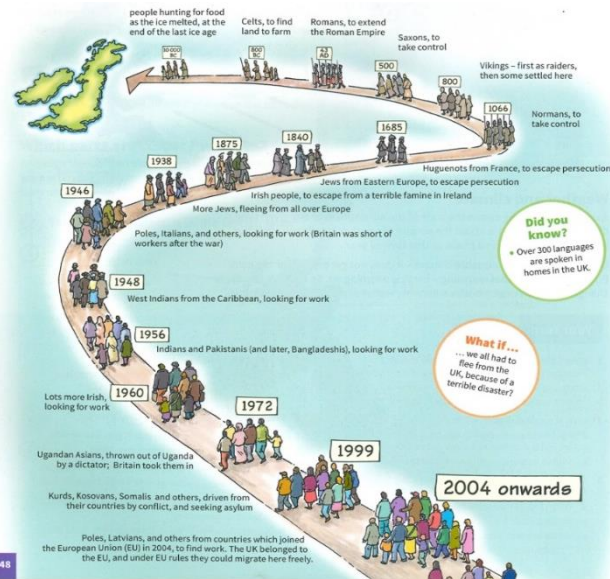 people hunting for food
as the ice melted, at the
end of the last ice age
Celts, to find
land to farm
Romans, to extend
the Roman Empire
Saxons, to
take control
Vikings – first as raiders,
then some settled here
Normans, to
take control
10 000
BC
800
BC
43
AD
500
800
1066
1685
Huguenots from France, to escape persecution
1840
Jews from Eastern Europe, to escape persecution
1875
Irish people, to escape from a terrible famine in Ireland
1938
More Jews, fleeing from all over Europe
1946
Poles, Italians, and others, looking for work (Britain was short of
workers after the war)
Did you
know?
• Over 300 languages
are spoken in
homes in the UK.
1948
West Indians from the Caribbean, looking for work
1956
Indians and Pakistanis (and later, Bangladeshis), looking for work
What if ...
... we all had to
flee from the
UK, because of a
terrible disaster?
1960
Lots more Irish,
looking for work
1972
Ugandan Asians, thrown out of Uganda
by a dictator; Britain took them in
1999
Kurds, Kosovans, Somalis and others, driven from
their countries by conflict, and seeking asylum
2004 onwards
Poles, Latvians, and others from countries which joined
the European Union (EU) in 2004, to find work. The UK belonged to
the EU, and under EU rules they could migrate here freely.
48